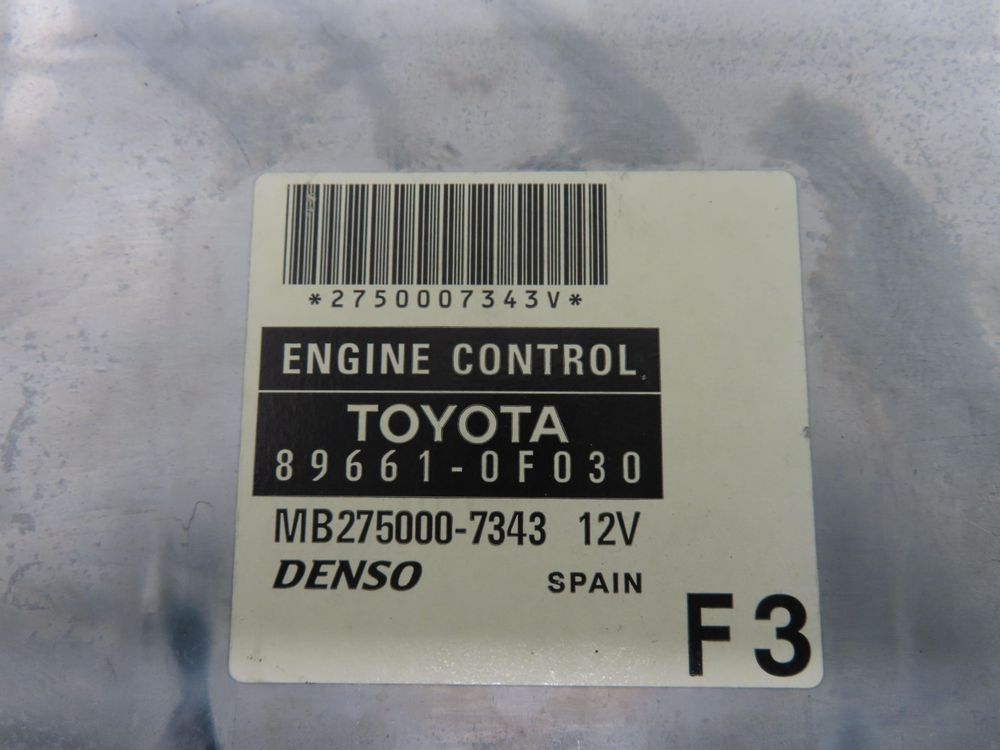 *2750007343V*
ENGINE CONTROL
TOYOTA
89661-0F030
MB275000-7343 12V
DENSO SPAIN
F3